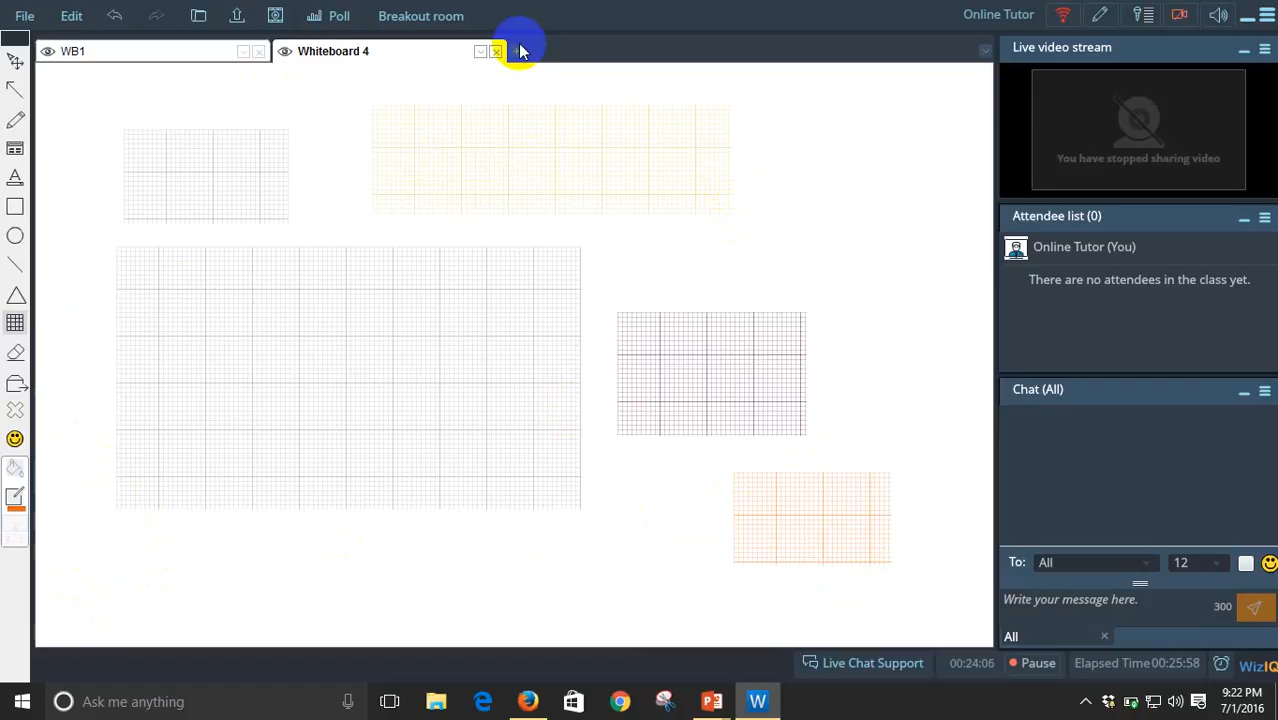 File Edit Poll Breakout room Online Tutor
WB1 Whiteboard 4
Live video stream
You have stopped sharing video
Attendee list (0)
Online Tutor (You)
There are no attendees in the class yet.
Chat (All)
To: All 12
Write your message here. 300
All
Live Chat Support 00:24:06 Pause Elapsed Time 00:25:58 WizIQ
Ask me anything
9:22 PM
7/1/2016